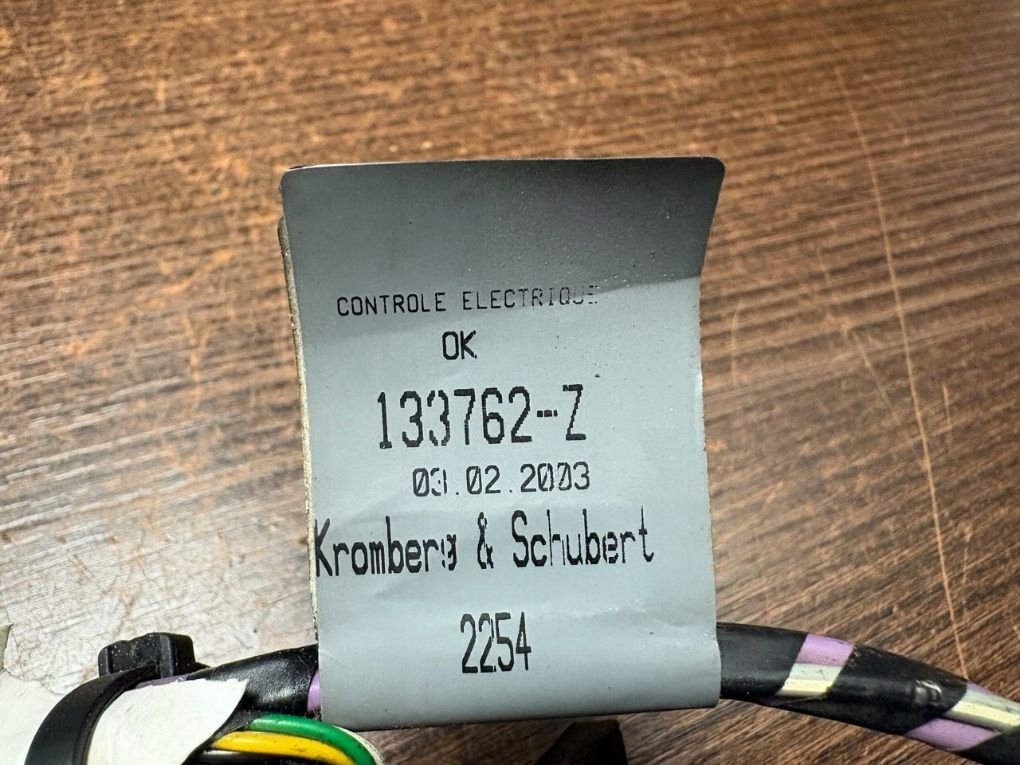 CONTROLE ELECTRIQUE
OK
133762-Z
03.02.2003
Kromberg & Schubert
2254